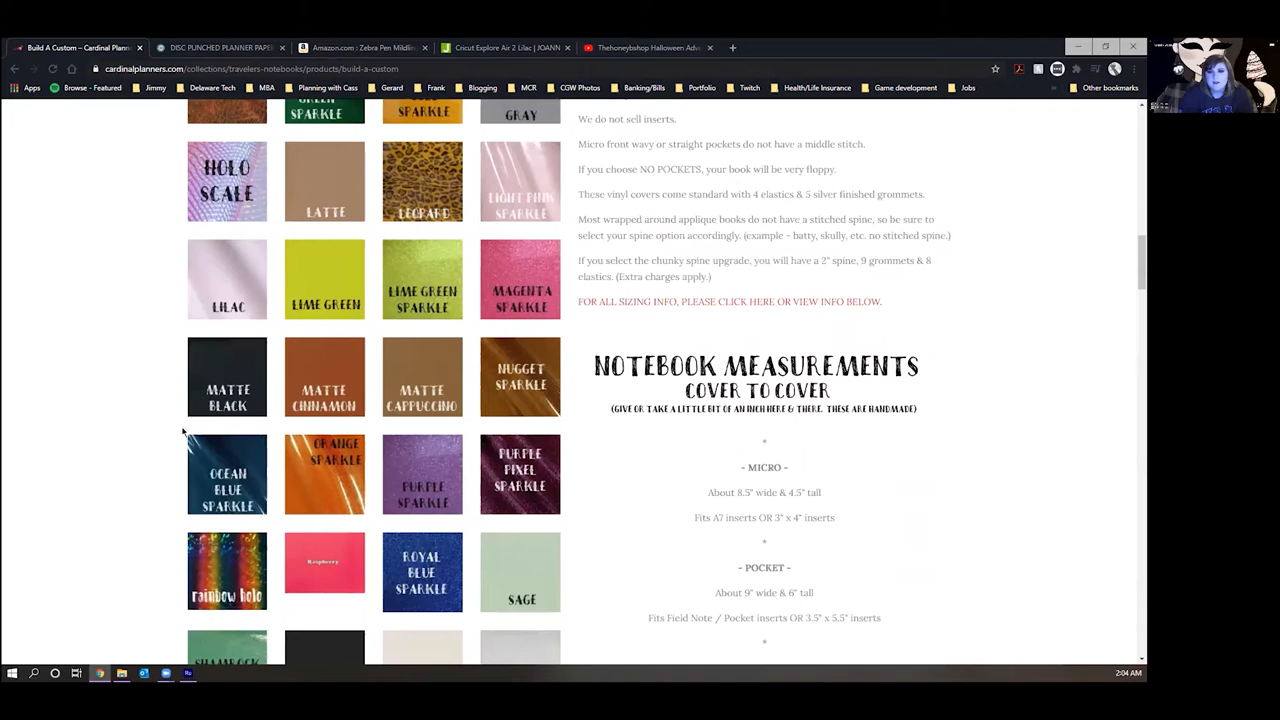 Build A Custom – Cardinal Plann
DISC PUNCHED PLANNER PAPE
Amazon.com : Zebra Pen Mildlin
Cricut Explore Air 2 Lilac | JOANN
Thehoneybshop Halloween Adv
cardinalplanners.com/collections/travelers-notebooks/products/build-a-custom
Apps
Browse - Featured
Jimmy
Delaware Tech
MBA
Planning with Cass
Gerard
Frank
Blogging
MCR
CGW Photos
Banking/Bills
Portfolio
Twitch
Health/Life Insurance
Game development
Jobs
Other bookmarks
GREEN
SPARKLE
SPARKLE
GRAY
HOLO
SCALE
LATTE
LEOPARD
LIGHT PINK
SPARKLE
LILAC
LIME GREEN
LIME GREEN
SPARKLE
MAGENTA
SPARKLE
MATTE
BLACK
MATTE
CINNAMON
MATTE
CAPPUCCINO
NUGGET
SPARKLE
OCEAN
BLUE
SPARKLE
ORANGE
SPARKLE
PURPLE
SPARKLE
PURPLE
PIXEL
SPARKLE
rainbow holo
Raspberry
ROYAL
BLUE
SPARKLE
SAGE
SHAMROCK
We do not sell inserts.
Micro front wavy or straight pockets do not have a middle stitch.
If you choose NO POCKETS, your book will be very floppy.
These vinyl covers come standard with 4 elastics & 5 silver finished grommets.
Most wrapped around applique books do not have a stitched spine, so be sure to
select your spine option accordingly. (example - batty, skully, etc. no stitched spine.)
If you select the chunky spine upgrade, you will have a 2" spine, 9 grommets & 8
elastics. (Extra charges apply.)
FOR ALL SIZING INFO, PLEASE CLICK HERE OR VIEW INFO BELOW.
NOTEBOOK MEASUREMENTS
COVER TO COVER
(GIVE OR TAKE A LITTLE BIT OF AN INCH HERE & THERE. THESE ARE HANDMADE)
*
- MICRO -
About 8.5" wide & 4.5" tall
Fits A7 inserts OR 3" x 4" inserts
*
- POCKET -
About 9" wide & 6" tall
Fits Field Note / Pocket inserts OR 3.5" x 5.5" inserts
*
2:04 AM